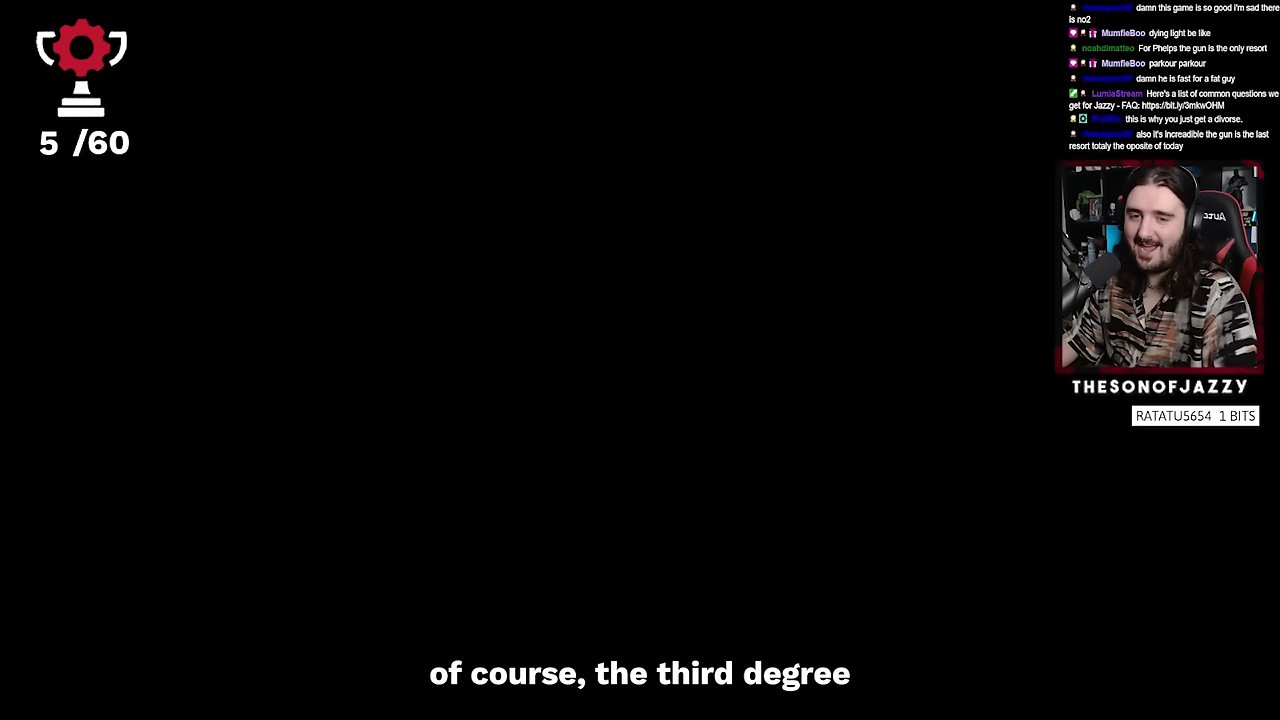 5 /60
damn this game is so good i'm sad there
is no2
MumfieBoo dying light be like
noahdimatteo For Phelps the gun is the only resort
MumfieBoo parkour parkour
damn he is fast for a fat guy
LumiaStream Here's a list of common questions we
get for Jazzy - FAQ: https://bit.ly/3mkwOHM
this is why you just get a divorse.
also it's increadible the gun is the last
resort totaly the oposite of today
THESONOFJAZZY
RATATU5654 1 BITS
of course, the third degree